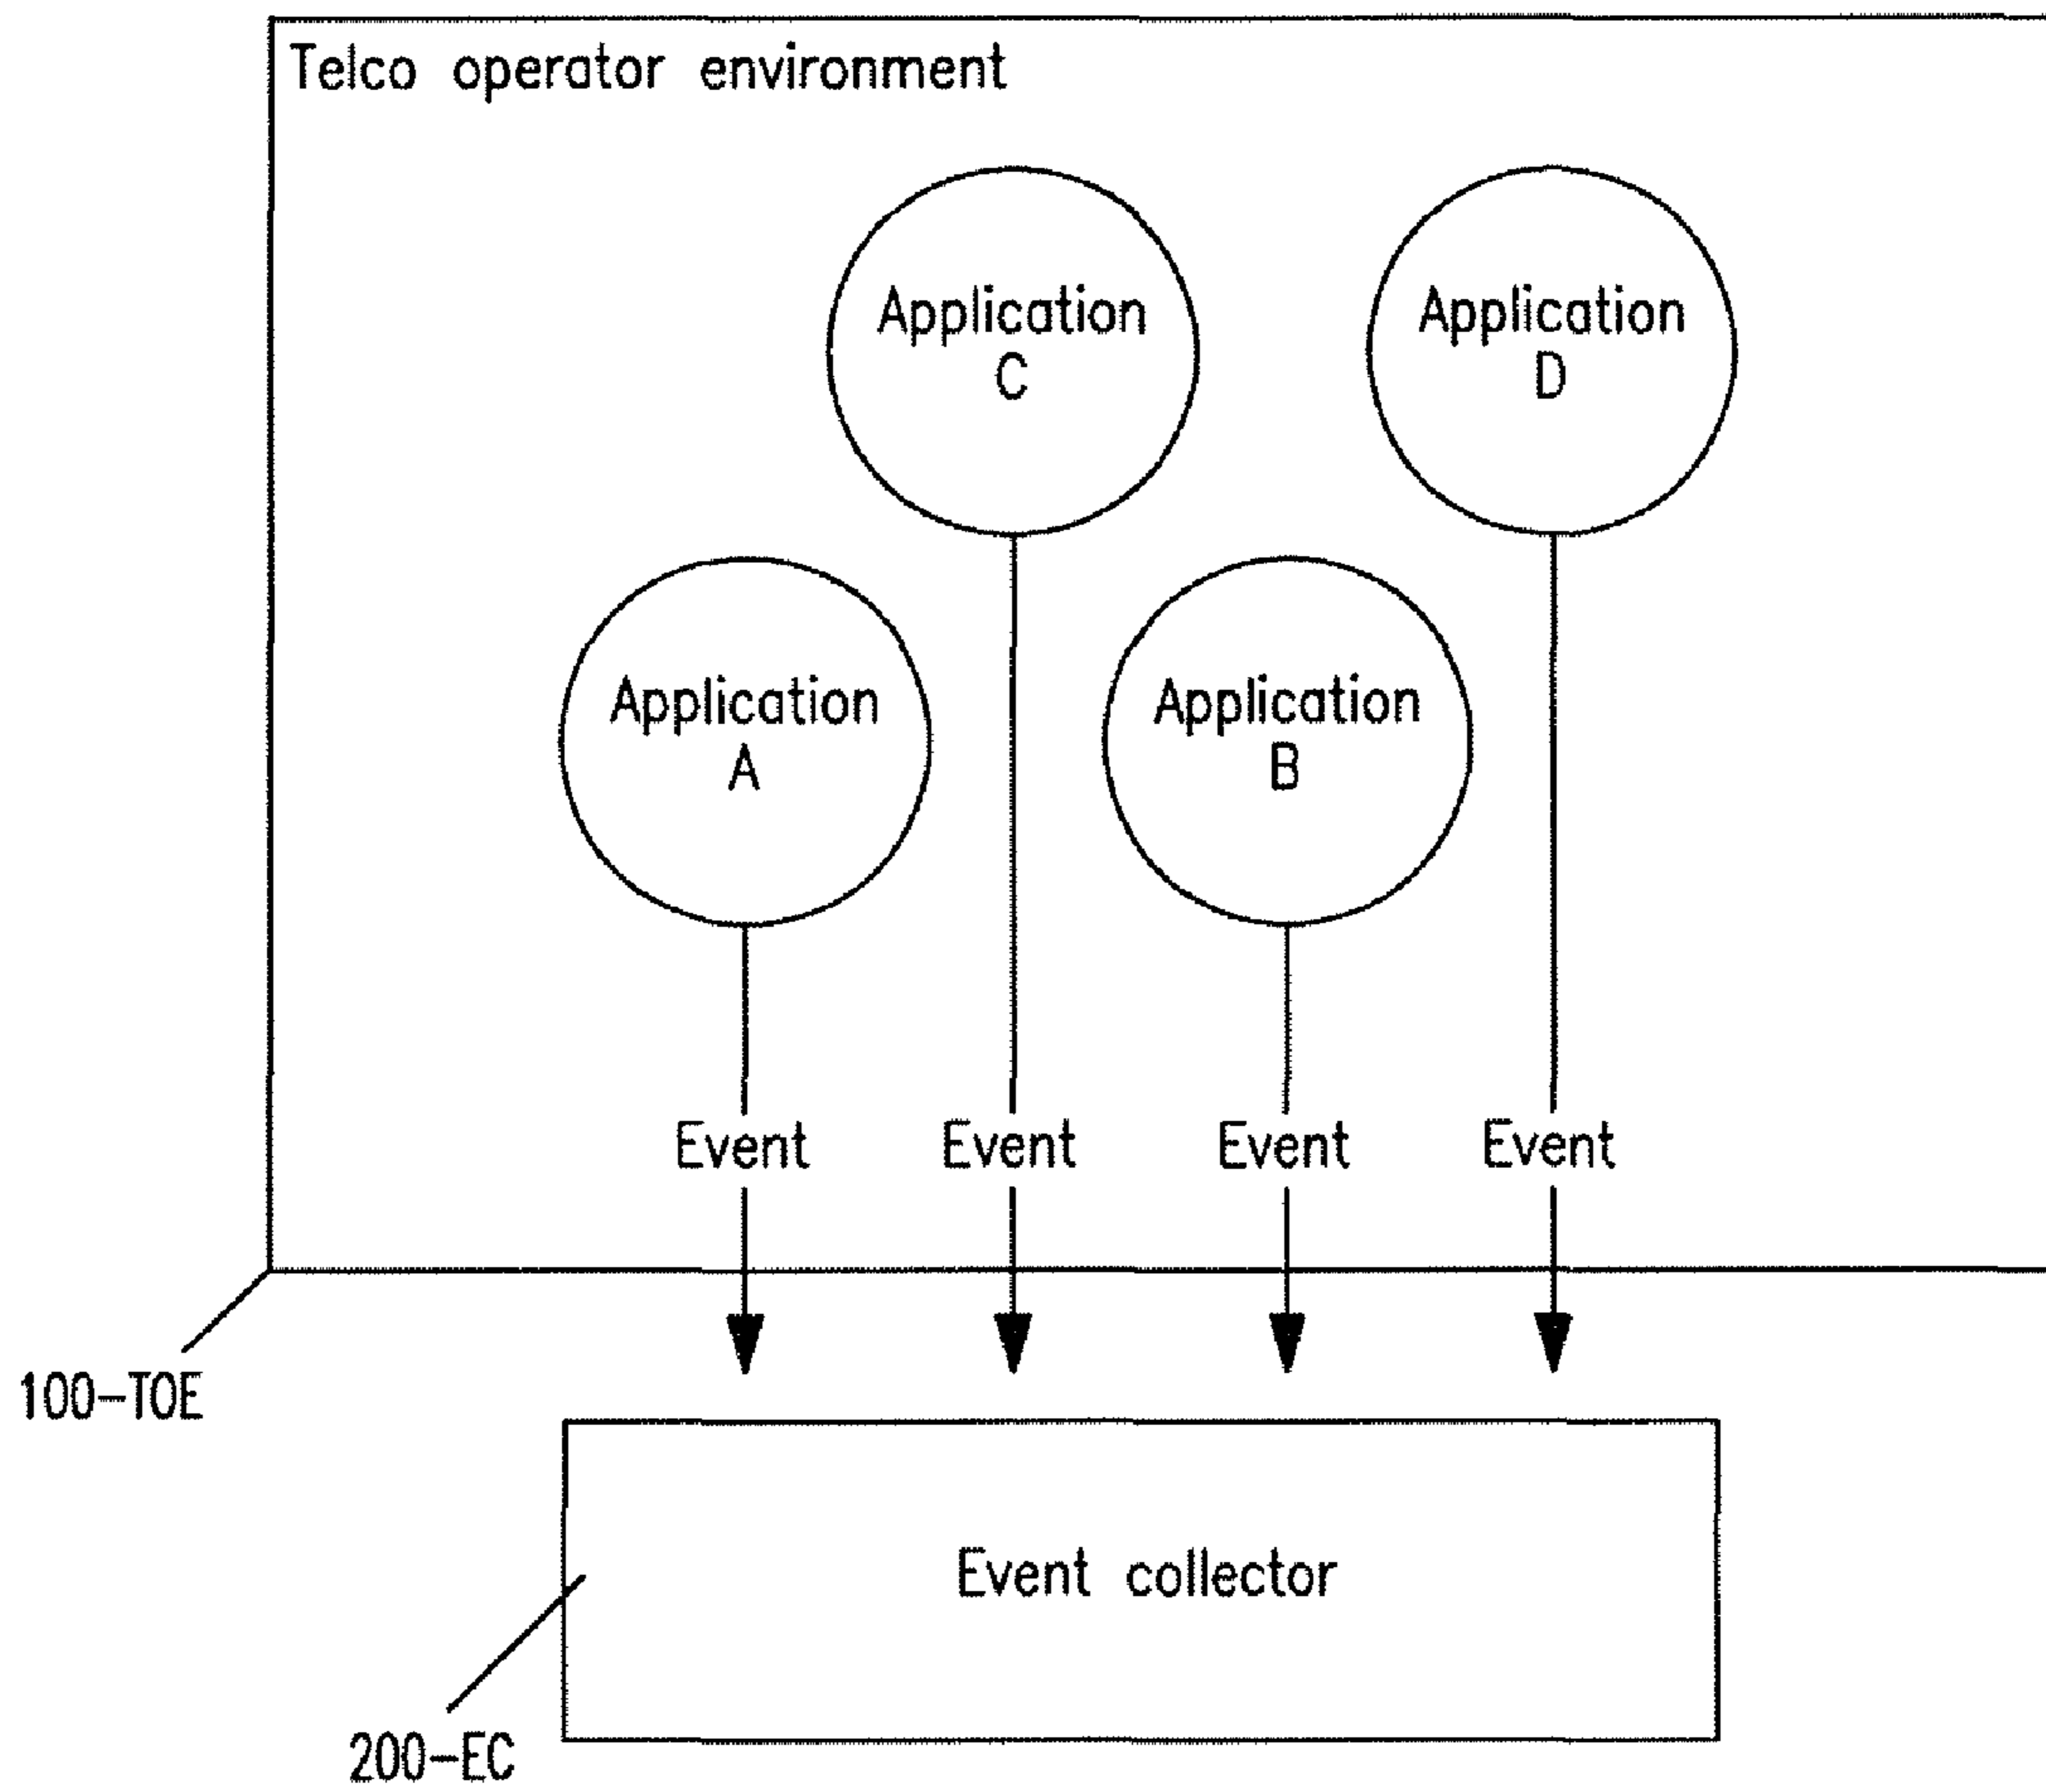 Telco operator environment
Application
C
Application
D
Application
A
Application
B
Event
Event
Event
Event
100-TOE
Event collector
200-EC